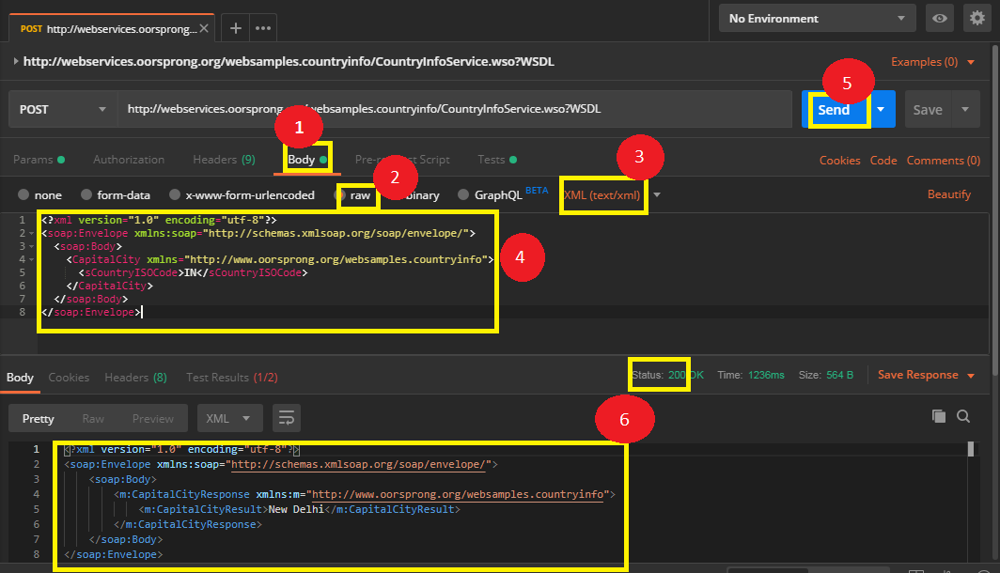 POST http://webservices.oorsprong...
No Environment
http://webservices.oorsprong.org/websamples.countryinfo/CountryInfoService.wso?WSDL
Examples (0)
5
POST http://webservices.oorsprong. websamples.countryinfo/CountryInfoService.wso?WSDL Send Save
1
Params Authorization Headers (9) Body Pre- Script Tests Cookies Code Comments (0)
3
2
none form-data x-www-form-urlencoded raw binary GraphQL BETA XML (text/xml) Beautify
1 <?xml version="1.0" encoding="utf-8"?>
2 <soap:Envelope xmlns:soap="http://schemas.xmlsoap.org/soap/envelope/">
3 <soap:Body>
4 <CapitalCity xmlns="http://www.oorsprong.org/websamples.countryinfo">
4
5 <sCountryISOCode>IN</sCountryISOCode>
6 </CapitalCity>
7 </soap:Body>
8 </soap:Envelope>
Body Cookies Headers (8) Test Results (1/2) Status: 200 OK Time: 1236ms Size: 564 B Save Response
6
Pretty Raw Preview XML
1 <?xml version="1.0" encoding="utf-8"?>
2 <soap:Envelope xmlns:soap="http://schemas.xmlsoap.org/soap/envelope/">
3 <soap:Body>
4 <m:CapitalCityResponse xmlns:m="http://www.oorsprong.org/websamples.countryinfo">
5 <m:CapitalCityResult>New Delhi</m:CapitalCityResult>
6 </m:CapitalCityResponse>
7 </soap:Body>
8 </soap:Envelope>